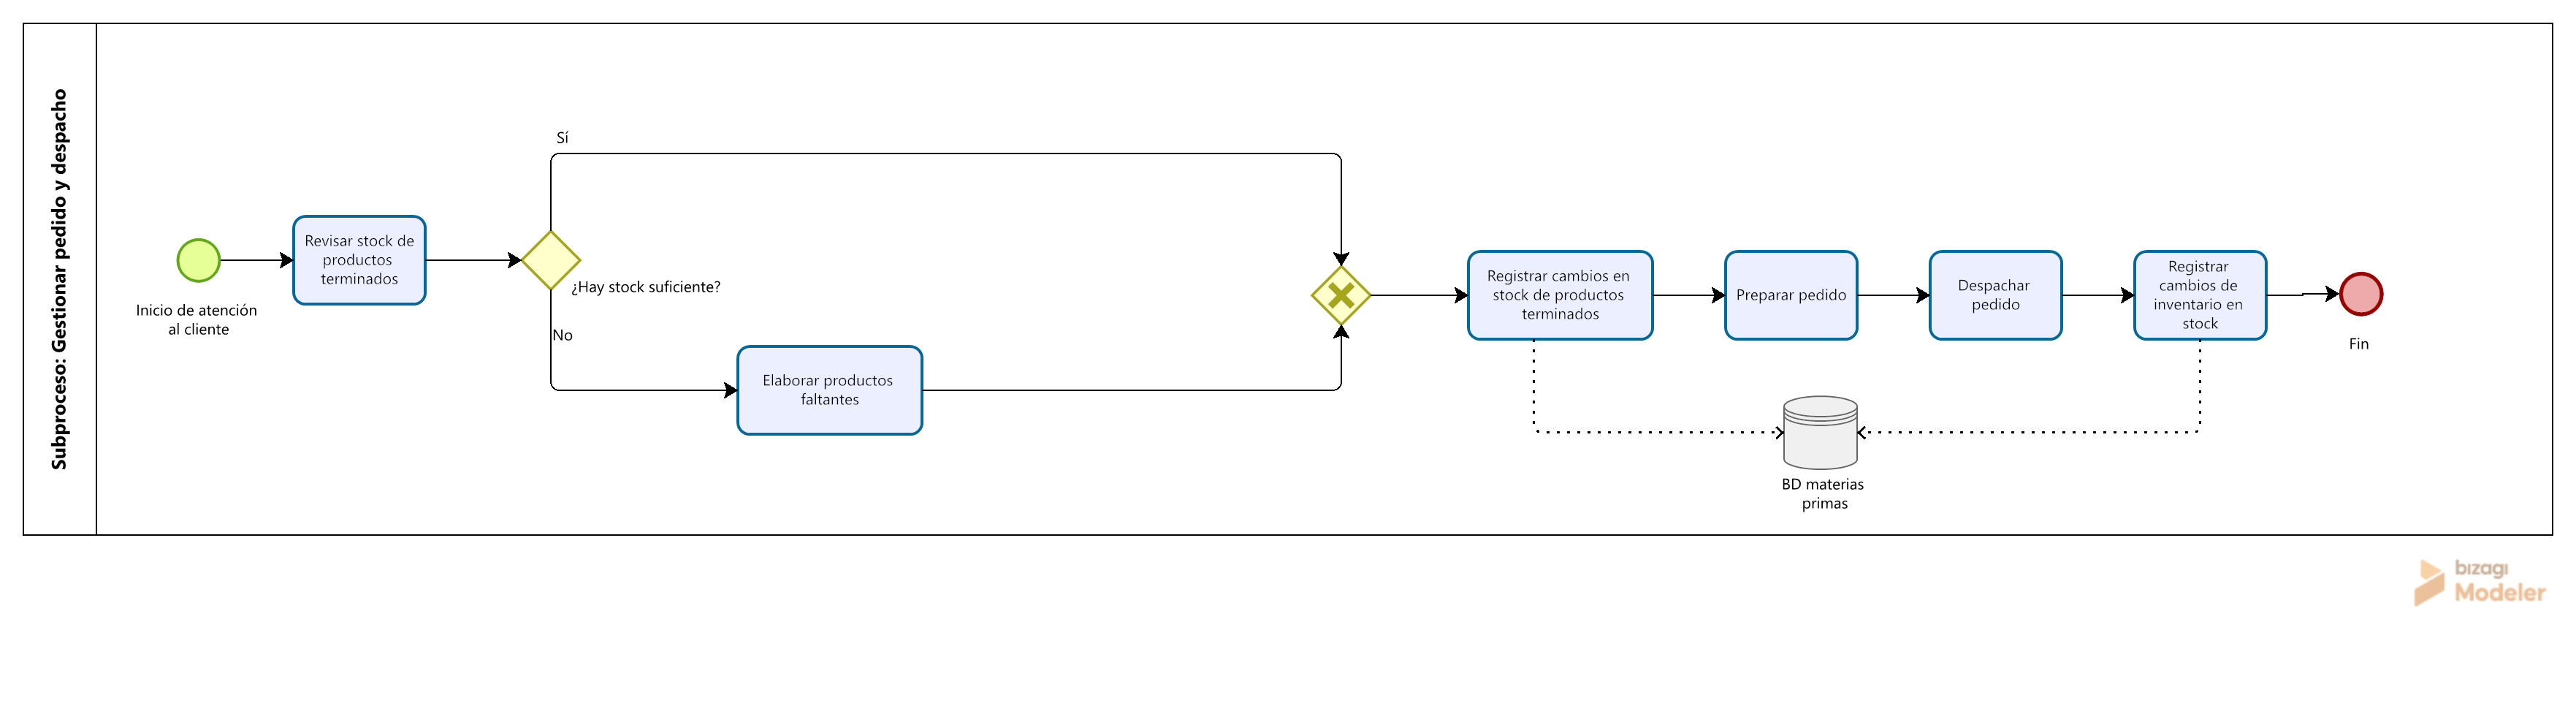 Subproceso: Gestionar pedido y despacho
Inicio de atención
al cliente
Revisar stock de
productos
terminados
¿Hay stock suficiente?
Sí
No
Elaborar productos
faltantes
Registrar cambios en
stock de productos
terminados
Preparar pedido
Despachar
pedido
Registrar
cambios de
inventario en
stock
Fin
BD materias
primas
bizagi
Modeler